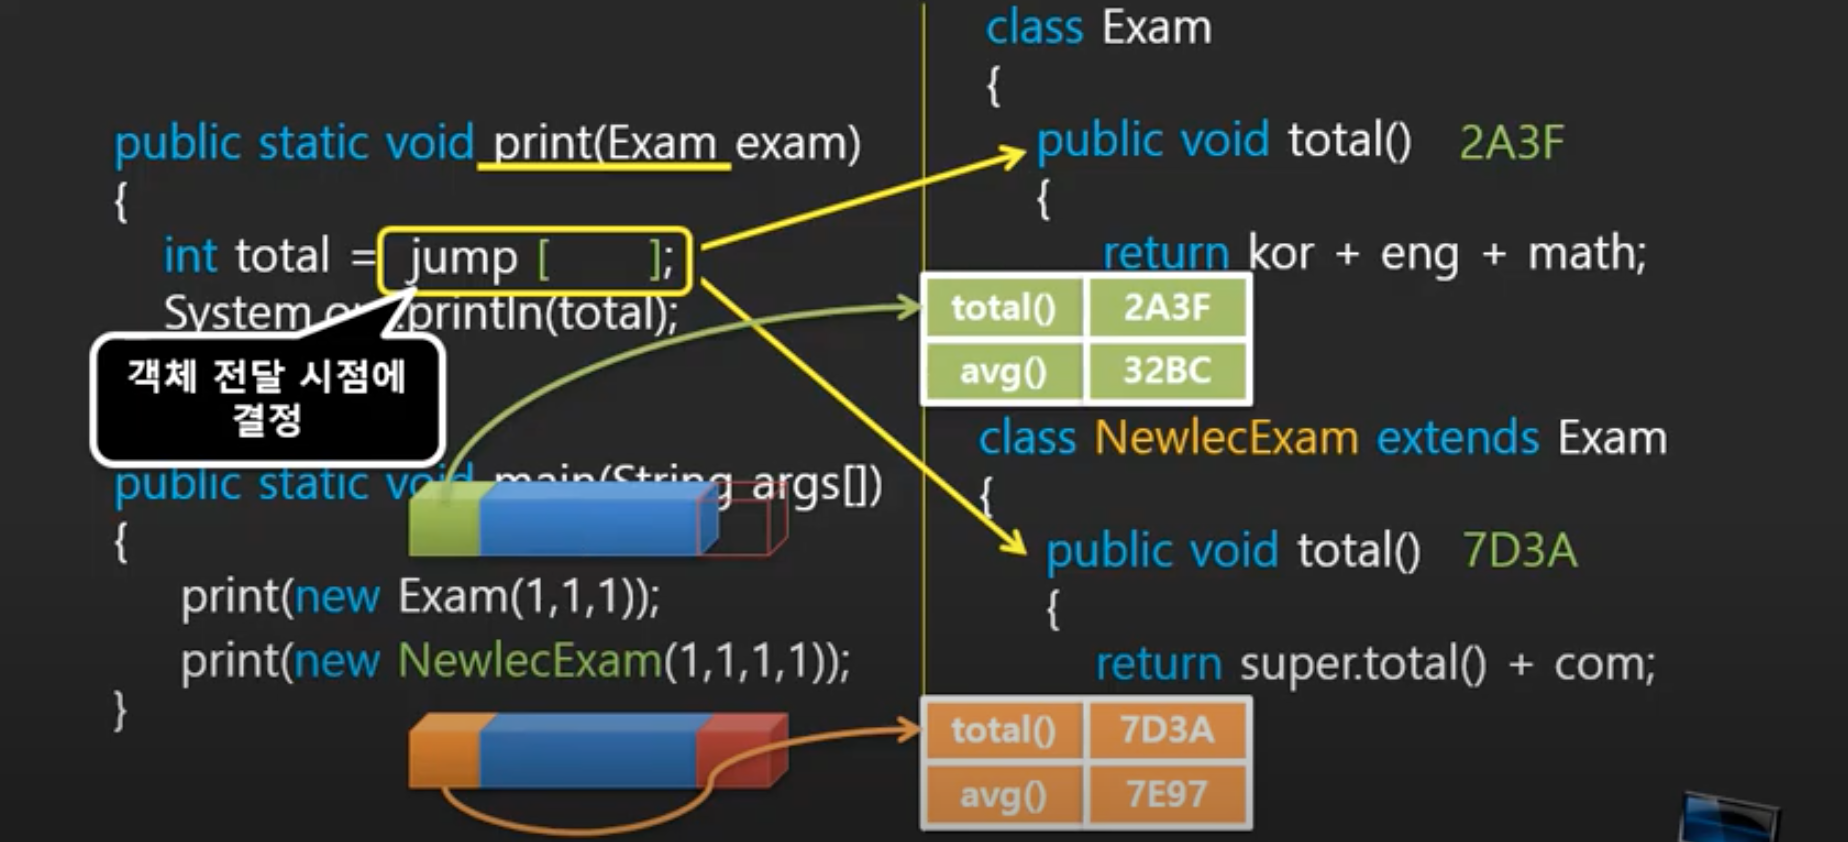 public static void print(Exam exam)
{
int total = jump [ ];
System.o .println(total);
객체 전달 시점에
결정
public static void main(String args[])
{
print(new Exam(1,1,1));
print(new NewlecExam(1,1,1,1));
}
class Exam
{
public void total() 2A3F
{
return kor + eng + math;
total() 2A3F
avg() 32BC
class NewlecExam extends Exam
{
public void total() 7D3A
{
return super.total() + com;
total() 7D3A
avg() 7E97